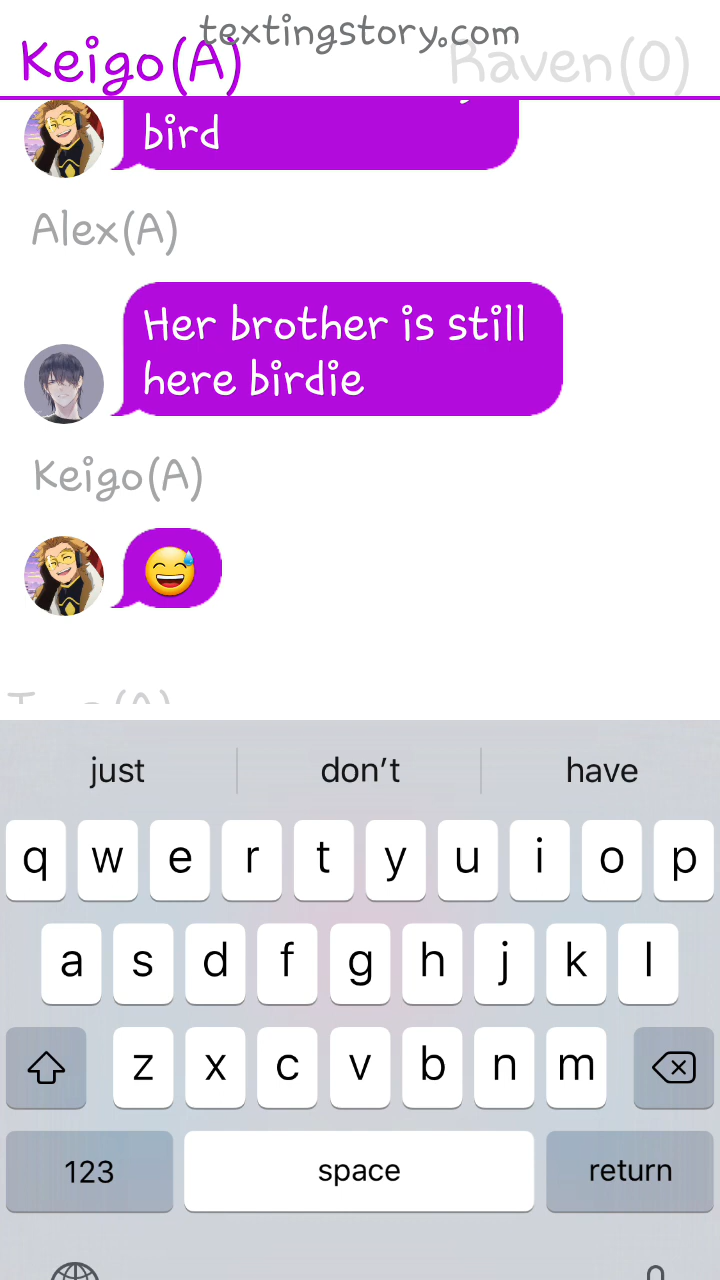 textingstory.com
Keigo(A)
Raven(O)
bird
Alex(A)
Her brother is still
here birdie
Keigo(A)
😅
just don't have
q w e r t y u i o p
a s d f g h j k l
z x c v b n m
123 space return